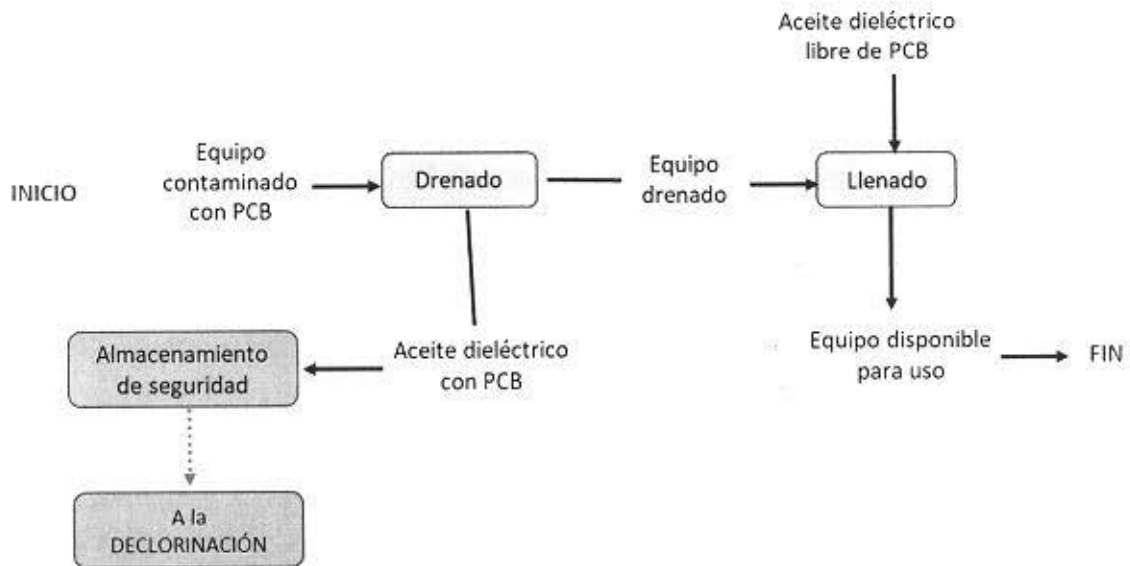 INICIO
Equipo
contaminado
con PCB
Drenado
Equipo
drenado
Aceite dieléctrico
libre de PCB
Llenado
Almacenamiento
de seguridad
Aceite dieléctrico
con PCB
Equipo disponible
para uso
FIN
A la
DECLORINACIÓN